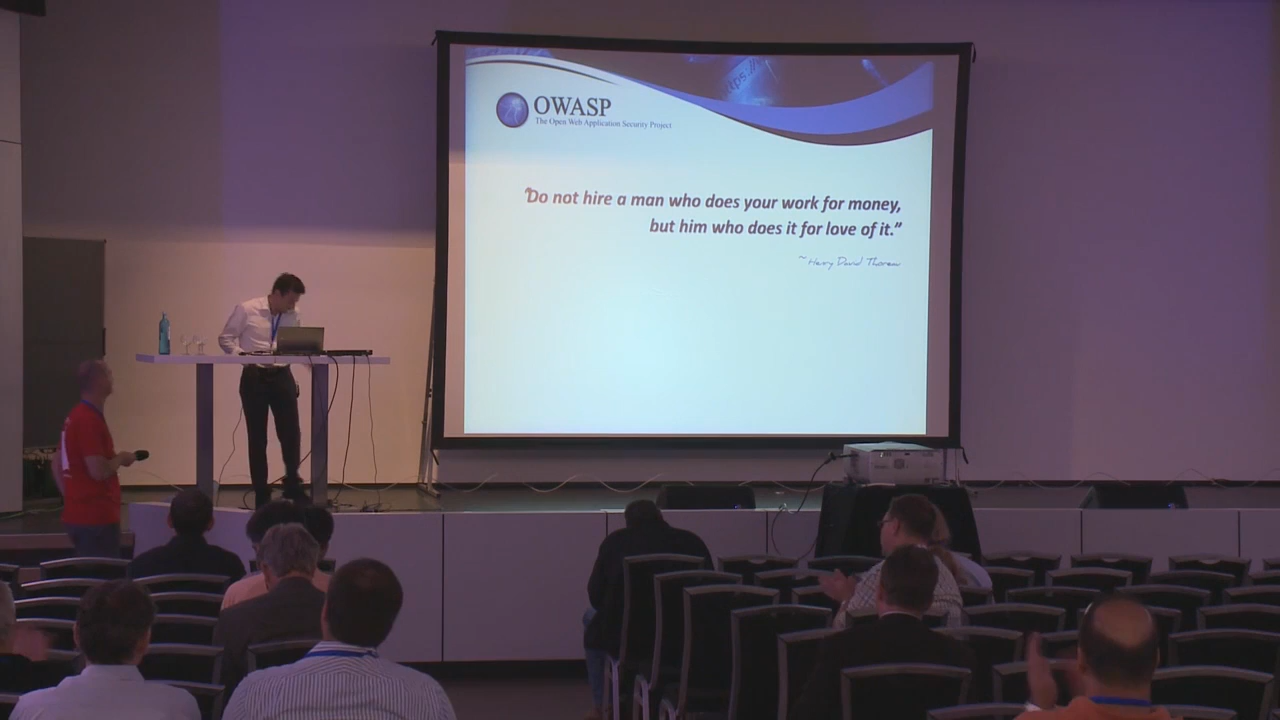 OWASP
The Open Web Application Security Project
"Do not hire a man who does your work for money,
but him who does it for love of it."
~ Henry David Thoreau